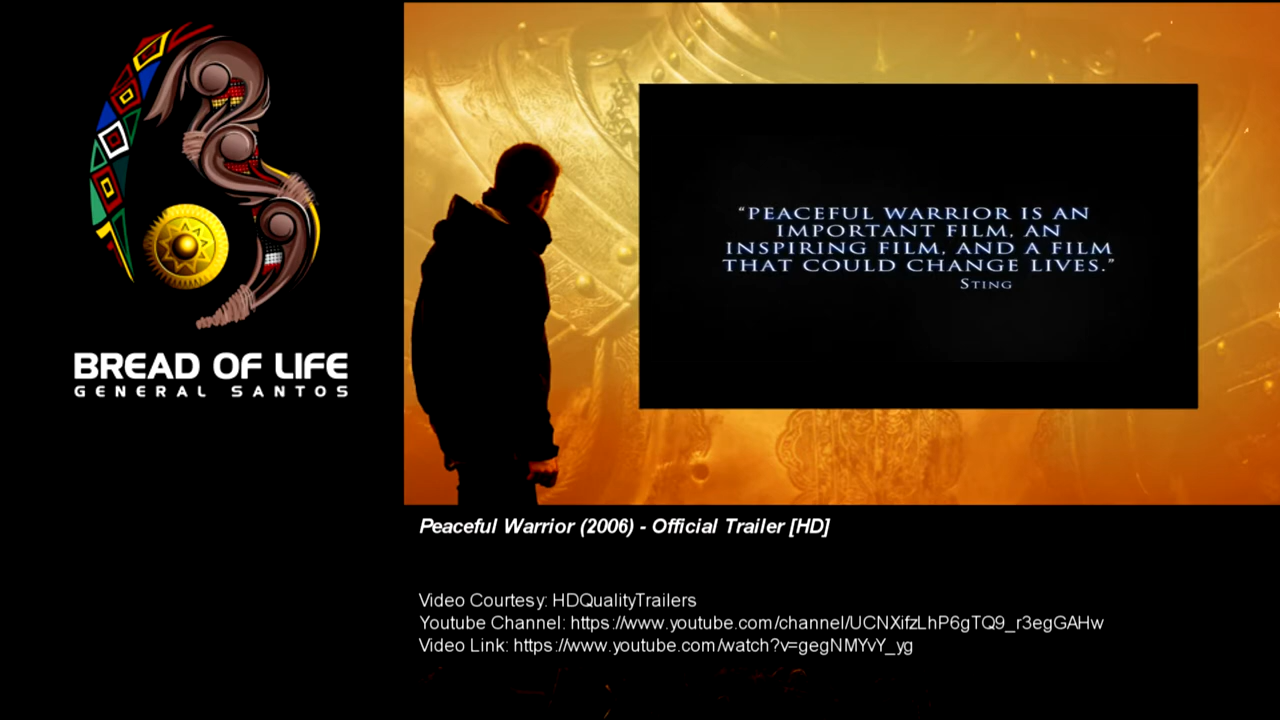 BREAD OF LIFE
GENERAL SANTOS
“PEACEFUL WARRIOR IS AN
IMPORTANT FILM, AN
INSPIRING FILM, AND A FILM
THAT COULD CHANGE LIVES.”
STING
Peaceful Warrior (2006) - Official Trailer [HD]
Video Courtesy: HDQualityTrailers
Youtube Channel: https://www.youtube.com/channel/UCNXifzLhP6gTQ9_r3egGAHw
Video Link: https://www.youtube.com/watch?v=gegNMYvY_yg